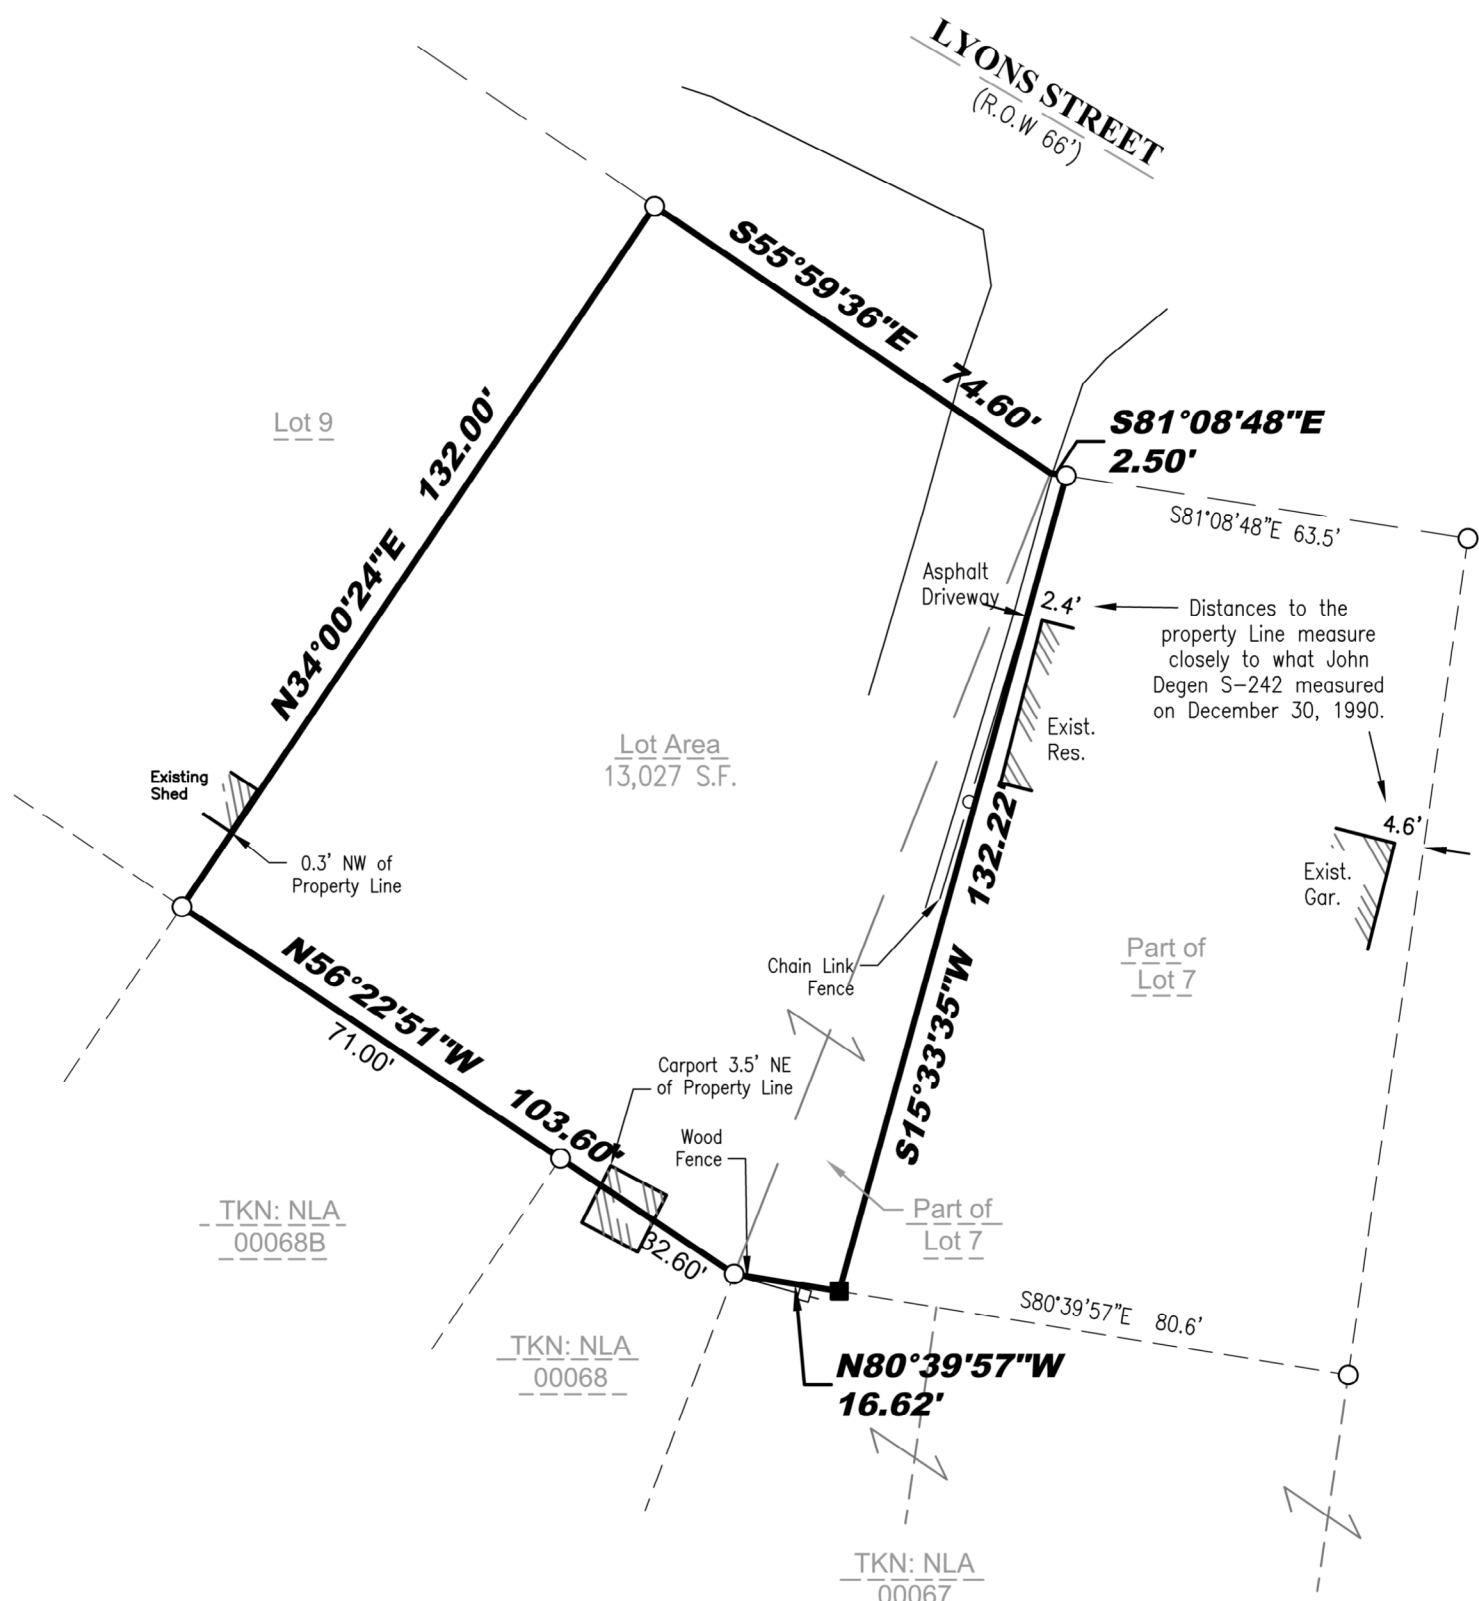 LYONS STREET
(R.O.W 66')
S55°59'36"E 74.60'
S81°08'48"E
2.50'
S81°08'48"E 63.5'
Lot 9
N34°00'24"E 132.00'
Asphalt
Driveway
2.4'
Distances to the
property Line measure
closely to what John
Degen S-242 measured
on December 30, 1990.
Exist.
Res.
Lot Area
13,027 S.F.
Existing
Shed
0.3' NW of
Property Line
4.6'
Exist.
Gar.
S15°33'35"W 132.22'
Chain Link
Fence
Part of
Lot 7
N56°22'51"W 103.60'
71.00'
Carport 3.5' NE
of Property Line
Wood
Fence
32.60'
Part of
Lot 7
TKN: NLA
00068B
S80°39'57"E 80.6'
TKN: NLA
00068
N80°39'57"W
16.62'
TKN: NLA
00067